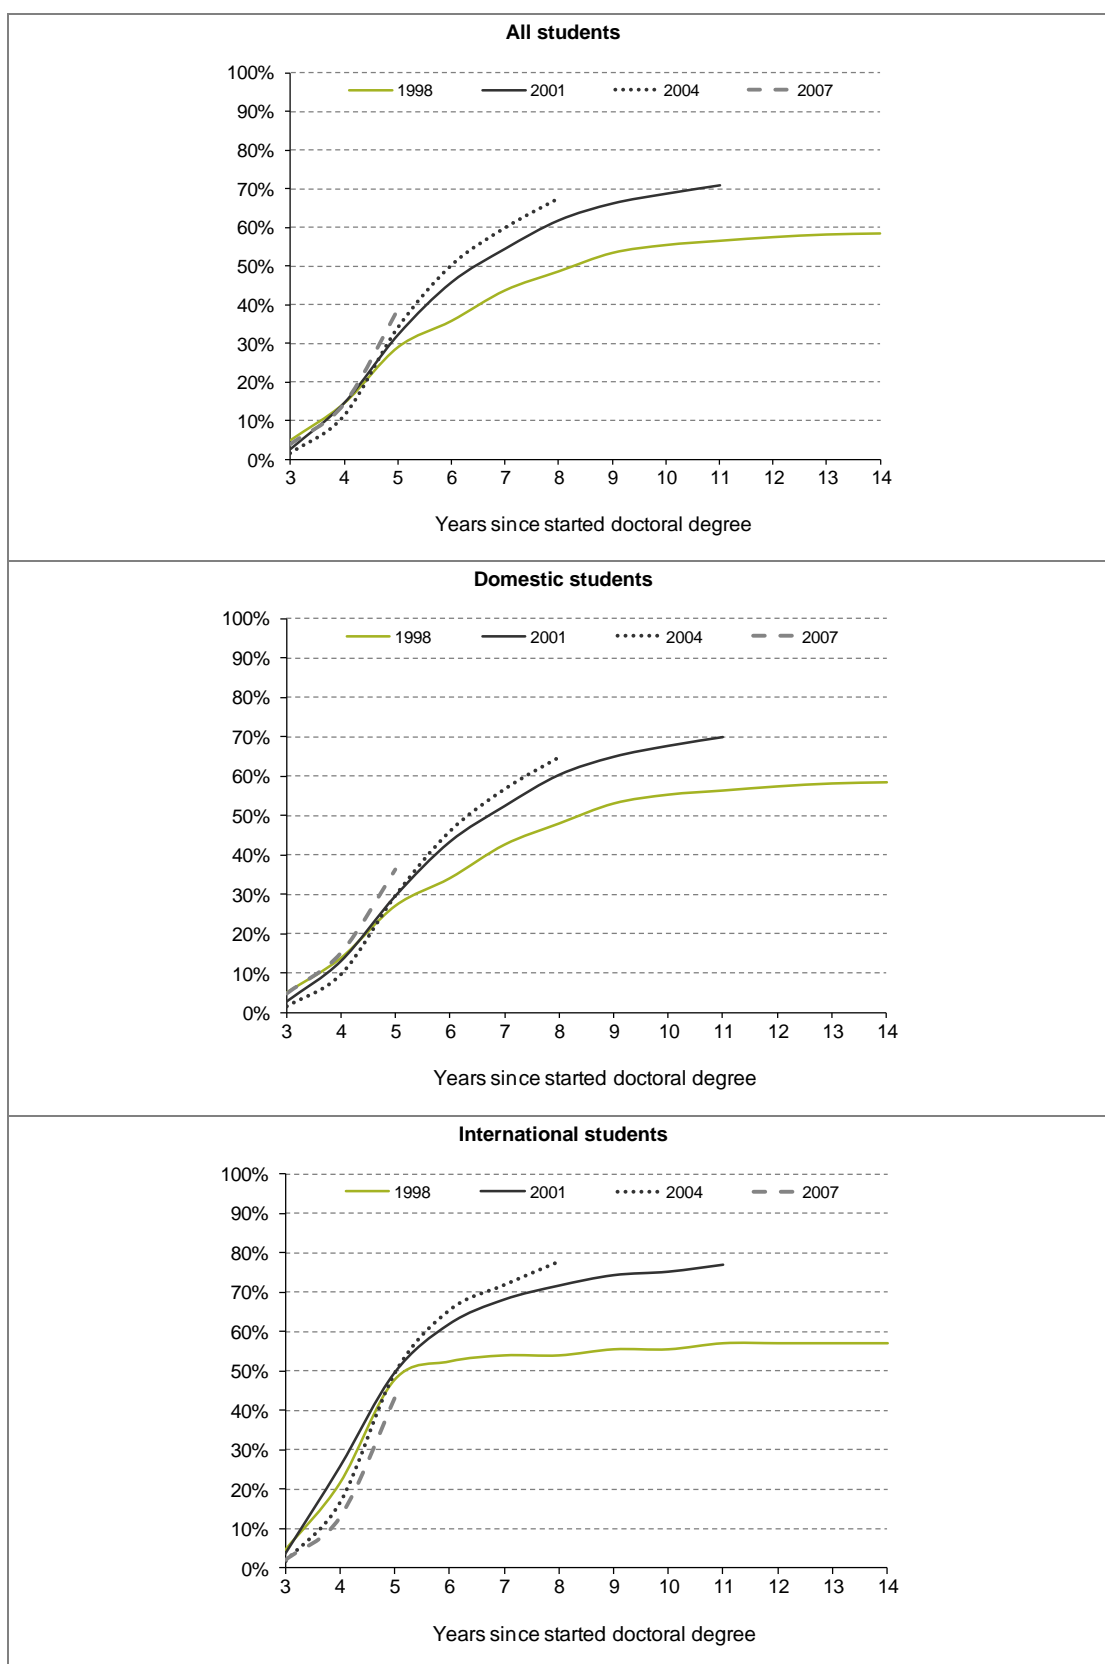 All students
1998 2001 2004 2007
100%
90%
80%
70%
60%
50%
40%
30%
20%
10%
0%
3 4 5 6 7 8 9 10 11 12 13 14
Years since started doctoral degree
Domestic students
1998 2001 2004 2007
100%
90%
80%
70%
60%
50%
40%
30%
20%
10%
0%
3 4 5 6 7 8 9 10 11 12 13 14
Years since started doctoral degree
International students
1998 2001 2004 2007
100%
90%
80%
70%
60%
50%
40%
30%
20%
10%
0%
3 4 5 6 7 8 9 10 11 12 13 14
Years since started doctoral degree